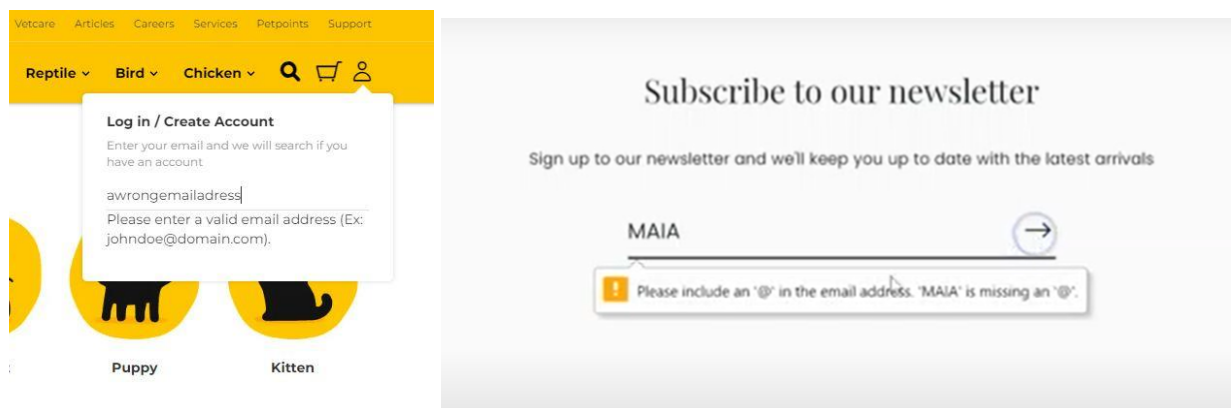 Vetcare Articles Careers Services Petpoints Support
Reptile Bird Chicken
Log in / Create Account
Enter your email and we will search if you
have an account
awrongemailadress
Please enter a valid email address (Ex:
johndoe@domain.com).
Puppy Kitten
Subscribe to our newsletter
Sign up to our newsletter and we'll keep you up to date with the latest arrivals
MAIA
Please include an '@' in the email address. 'MAIA' is missing an '@'.